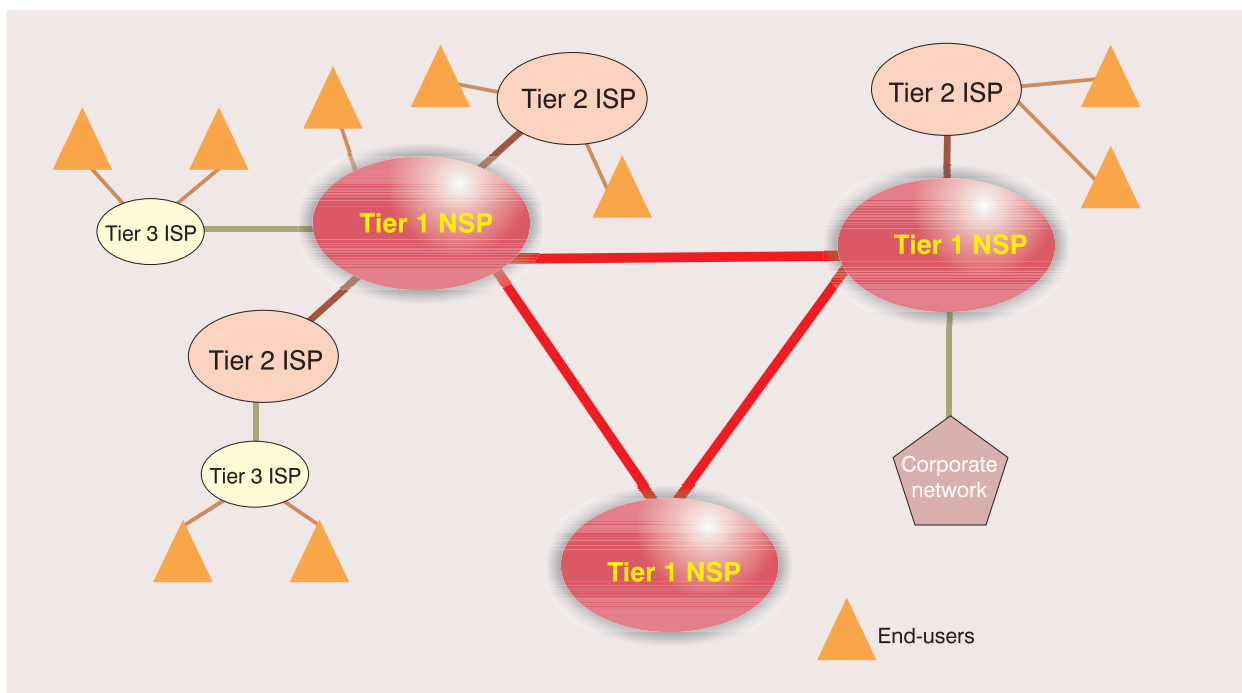 Tier 2 ISP
Tier 2 ISP
Tier 1 NSP
Tier 3 ISP
Tier 1 NSP
Tier 2 ISP
Tier 3 ISP
Corporate
network
Tier 1 NSP
End-users